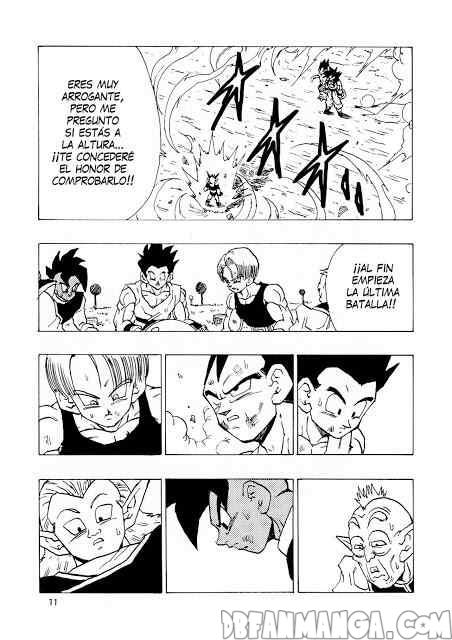 ERES MUY
ARROGANTE,
PERO ME
PREGUNTO
SI ESTÁS A
LA ALTURA...
¡¡TE CONCEDERÉ
EL HONOR DE
COMPROBARLO!!
¡¡AL FIN
EMPIEZA
LA ÚLTIMA
BATALLA!!
11
DBFANMANGA.COM